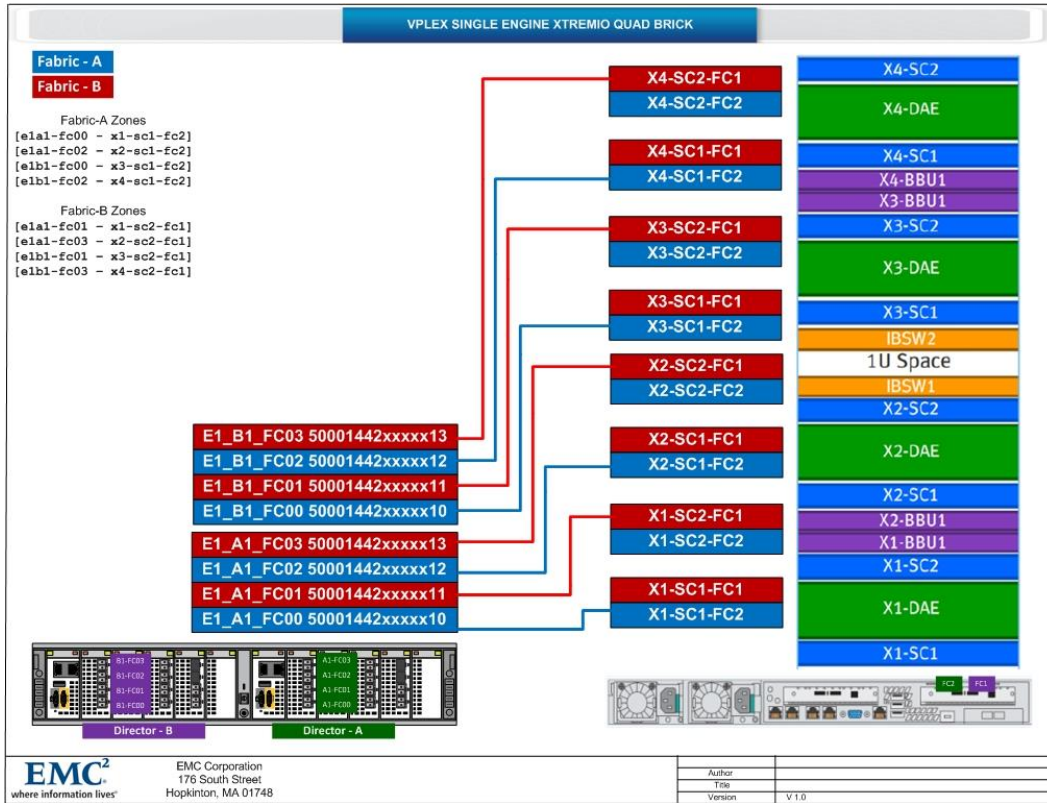 VPLEX SINGLE ENGINE XTREMIO QUAD BRICK
Fabric - A
Fabric - B
Fabric-A Zones
[e1a1-fc00 - x1-sc1-fc2]
[e1a1-fc02 - x2-sc1-fc2]
[e1b1-fc00 - x3-sc1-fc2]
[e1b1-fc02 - x4-sc1-fc2]
Fabric-B Zones
[e1a1-fc01 - x1-sc2-fc1]
[e1a1-fc03 - x2-sc2-fc1]
[e1b1-fc01 - x3-sc2-fc1]
[e1b1-fc03 - x4-sc2-fc1]
E1_B1_FC03 50001442xxxxx13
E1_B1_FC02 50001442xxxxx12
E1_B1_FC01 50001442xxxxx11
E1_B1_FC00 50001442xxxxx10
E1_A1_FC03 50001442xxxxx13
E1_A1_FC02 50001442xxxxx12
E1_A1_FC01 50001442xxxxx11
E1_A1_FC00 50001442xxxxx10
B1-FC03
B1-FC02
B1-FC01
B1-FC00
Director - B
A1-FC03
A1-FC02
A1-FC01
A1-FC00
Director - A
X4-SC2-FC1
X4-SC2-FC2
X4-SC1-FC1
X4-SC1-FC2
X3-SC2-FC1
X3-SC2-FC2
X3-SC1-FC1
X3-SC1-FC2
X2-SC2-FC1
X2-SC2-FC2
X2-SC1-FC1
X2-SC1-FC2
X1-SC2-FC1
X1-SC2-FC2
X1-SC1-FC1
X1-SC1-FC2
X4-SC2
X4-DAE
X4-SC1
X4-BBU1
X3-BBU1
X3-SC2
X3-DAE
X3-SC1
IBSW2
1U Space
IBSW1
X2-SC2
X2-DAE
X2-SC1
X2-BBU1
X1-BBU1
X1-SC2
X1-DAE
X1-SC1
FC2
FC1
EMC²
where information lives®
EMC Corporation
176 South Street
Hopkinton, MA 01748
Author
Title
Version V 1.0